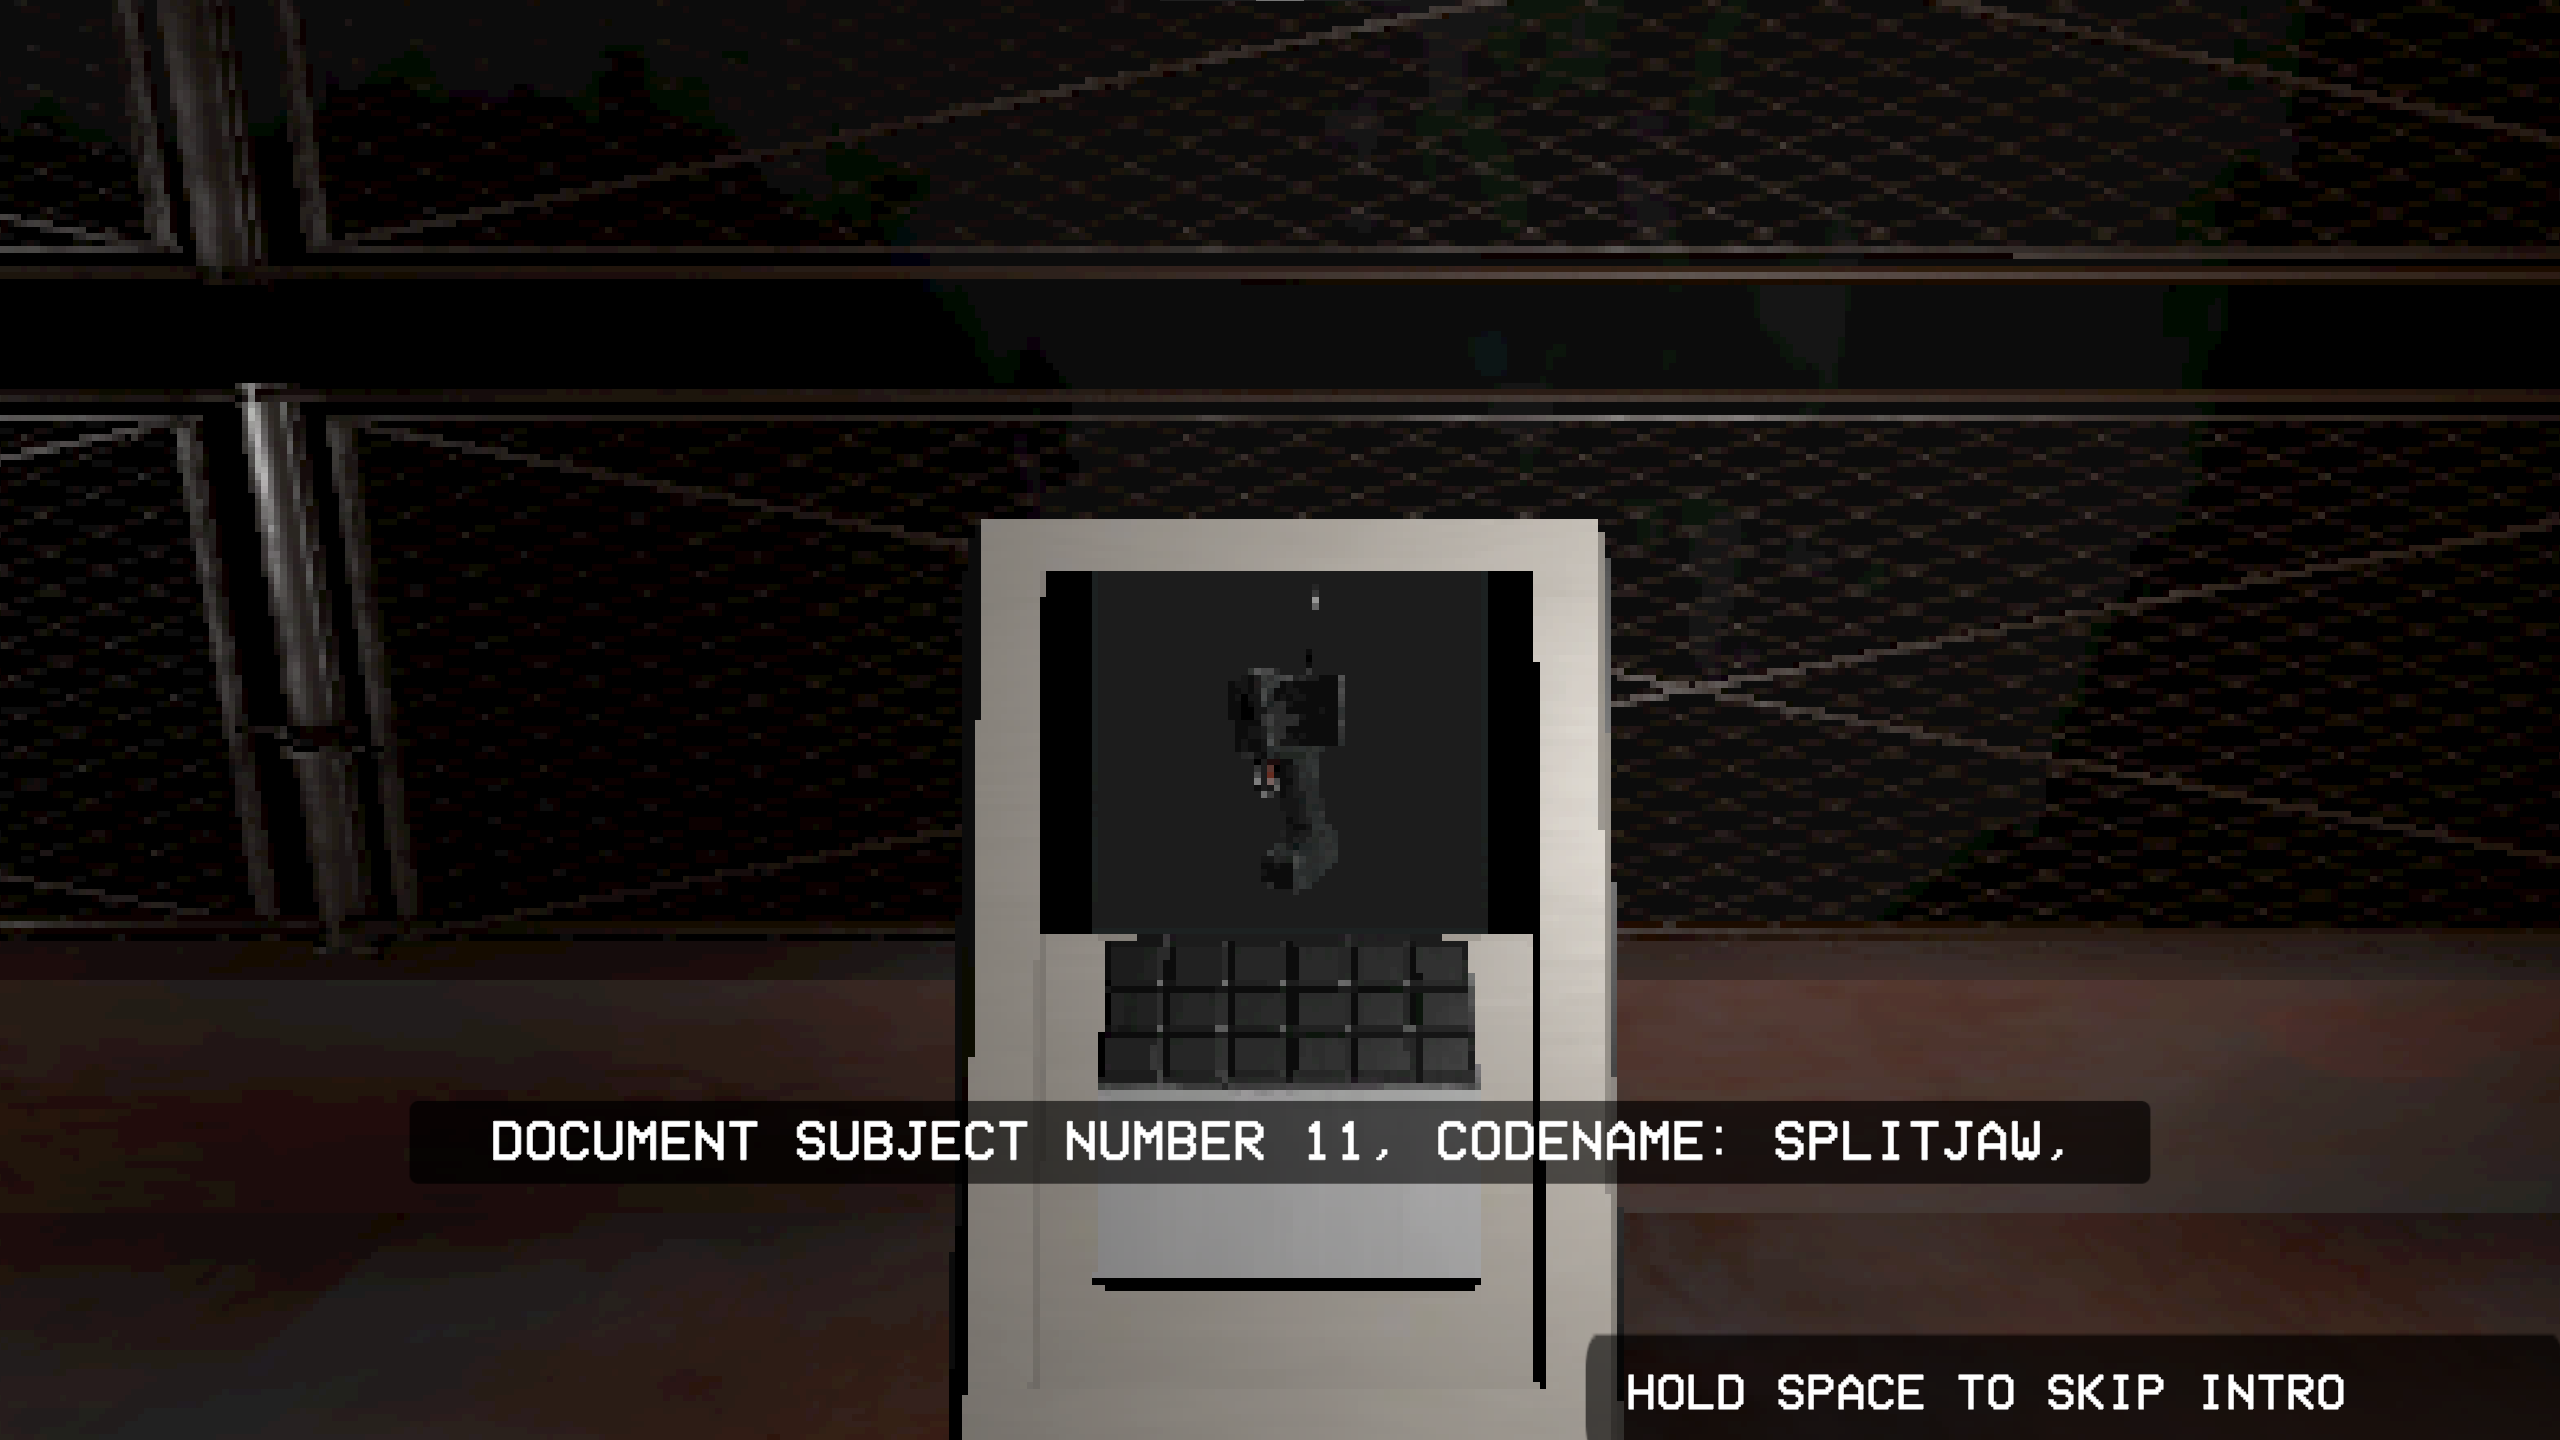 DOCUMENT SUBJECT NUMBER 11, CODENAME: SPLITJAW,
HOLD SPACE TO SKIP INTRO